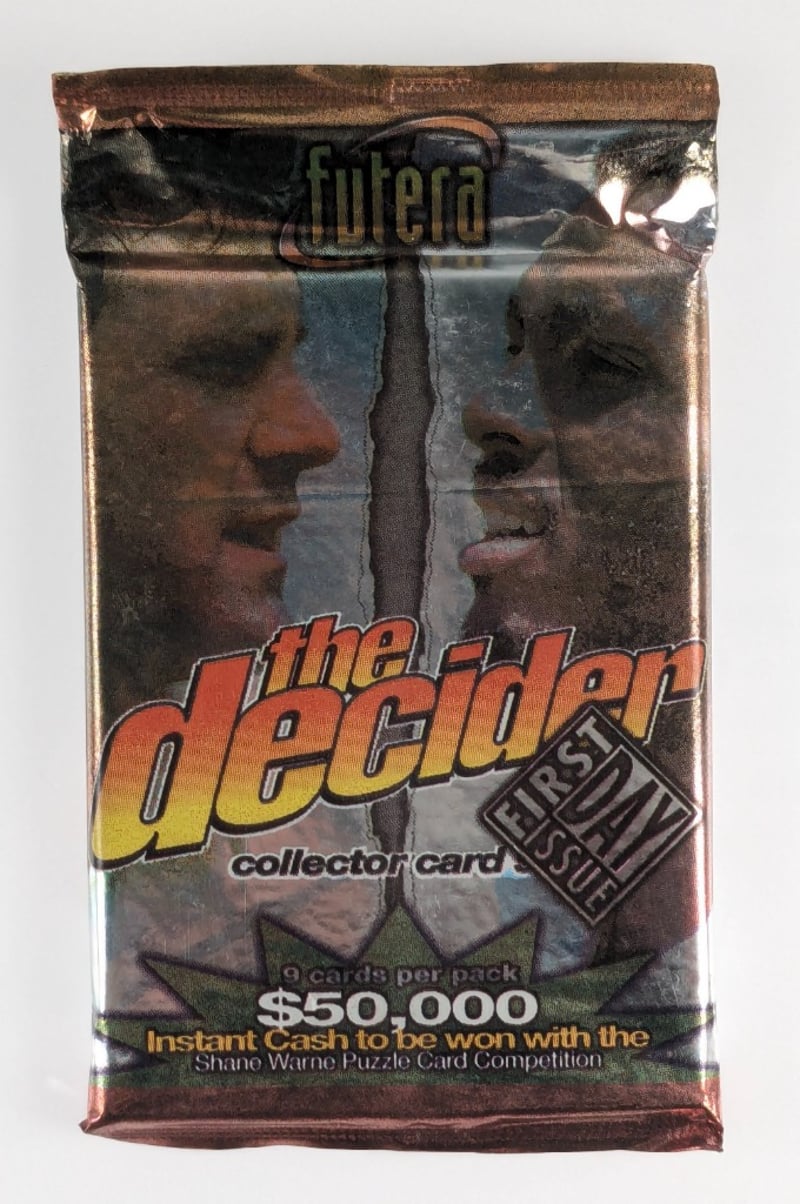 futera
the
decider
FIRST
DAY
ISSUE
collector card
9 cards per pack
$50,000
Instant Cash to be won with the
Shane Warne Puzzle Card Competition